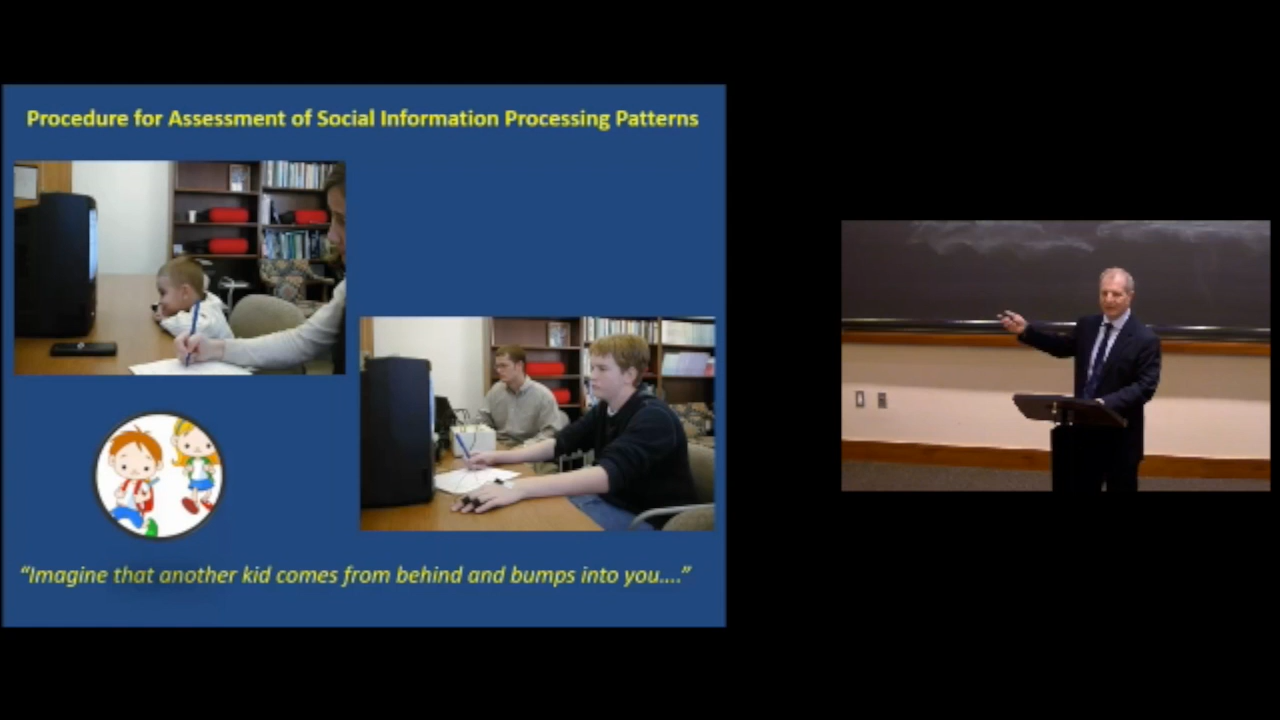 Procedure for Assessment of Social Information Processing Patterns
“Imagine that another kid comes from behind and bumps into you....”